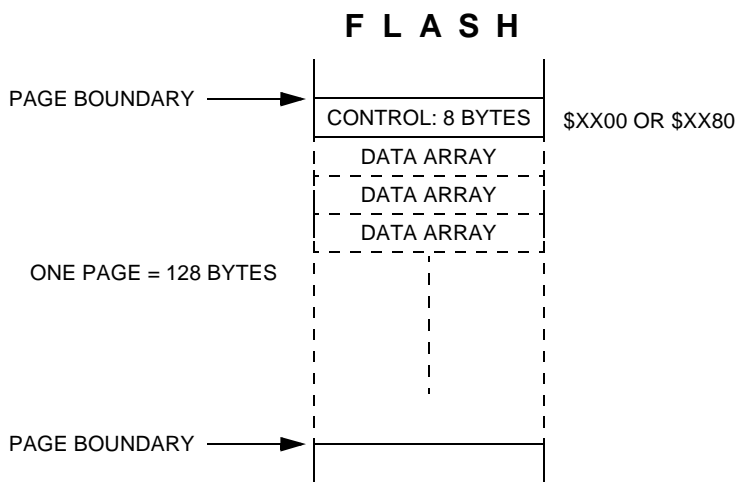 F L A S H
PAGE BOUNDARY
CONTROL: 8 BYTES
$XX00 OR $XX80
DATA ARRAY
DATA ARRAY
DATA ARRAY
ONE PAGE = 128 BYTES
PAGE BOUNDARY